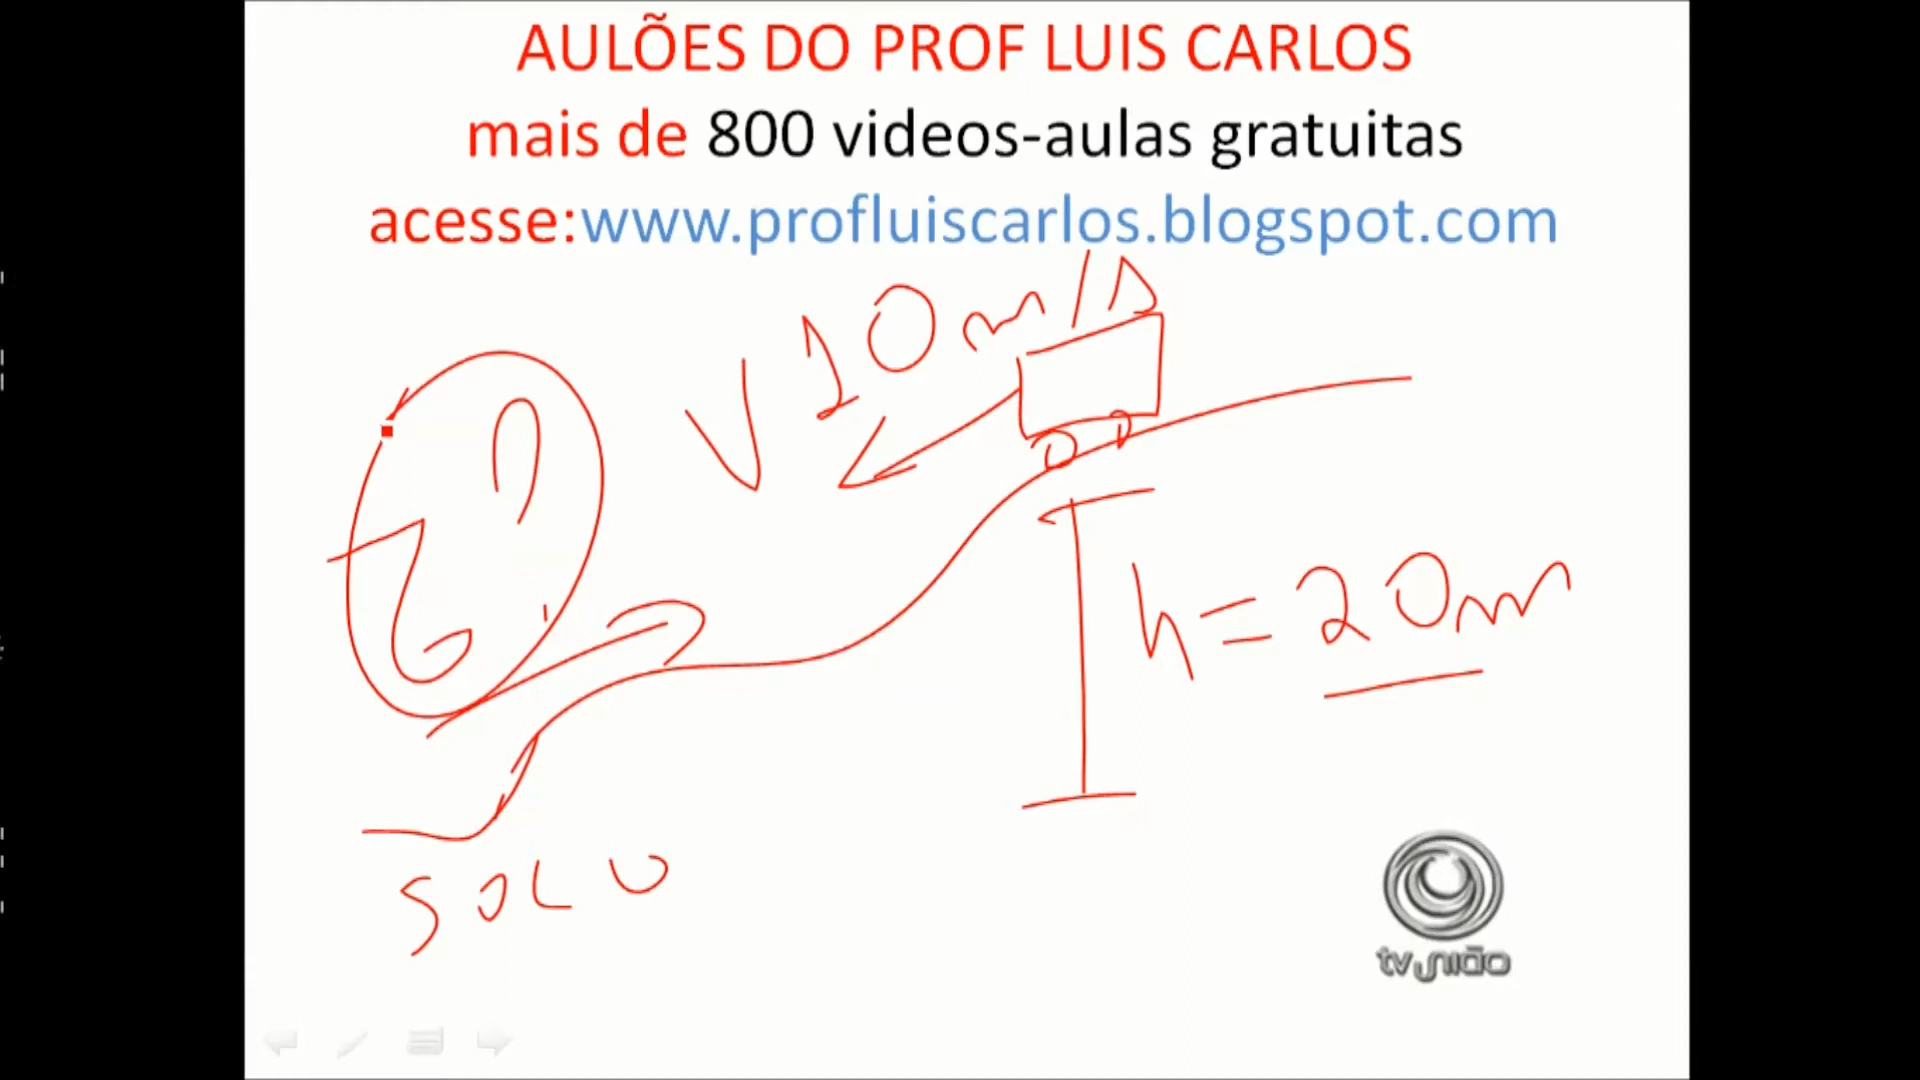 AULÕES DO PROF LUIS CARLOS
mais de 800 videos-aulas gratuitas
acesse:www.profluiscarlos.blogspot.com
V 10m/s
h=20m
SOLO
tv união